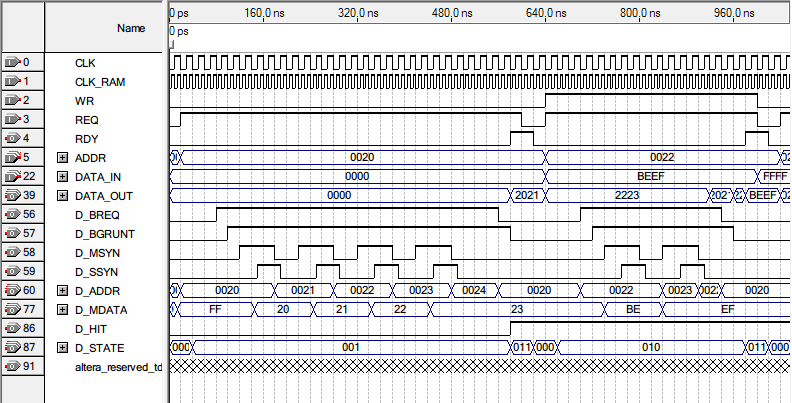 Name
0 ps 160.0 ns 320.0 ns 480.0 ns 640.0 ns 800.0 ns 960.0 ns
0 ps
0 CLK
1 CLK_RAM
2 WR
3 REQ
4 RDY
5 ADDR 0020 0022
22 DATA_IN 0000 BEEF FFFF
39 DATA_OUT 0000 2021 2223 BEEF
56 D_BREQ
57 D_BGRUNT
58 D_MSYN
59 D_SSYN
60 D_ADDR 0020 0021 0022 0023 0024 0020 0022 0023 0020
77 D_MDATA FF 20 21 22 23 BE EF
86 D_HIT
87 D_STATE 000 001 011 000 010 011 000
91 altera_reserved_td